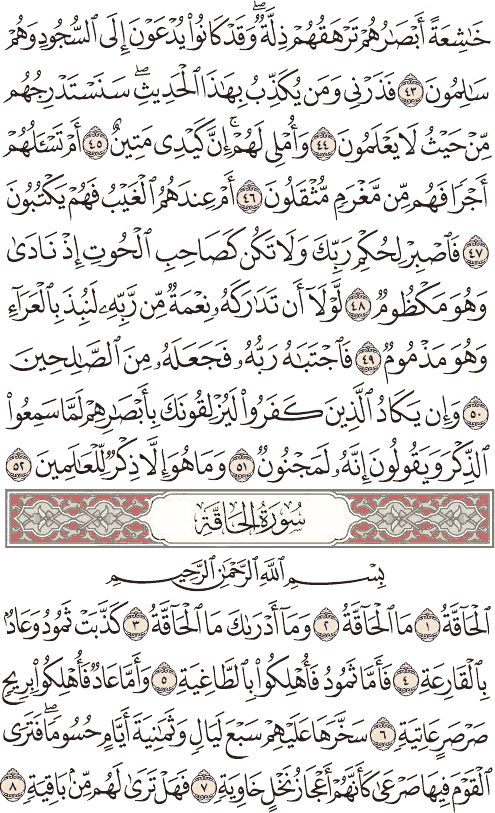 خَٰشِعَةً أَبْصَٰرُهُمْ تَرْهَقُهُمْ ذِلَّةٌۖ وَقَدْ كَانُوا۟ يُدْعَوْنَ إِلَى ٱلسُّجُودِ وَهُمْ
سَٰلِمُونَ ٤٣ فَذَرْنِى وَمَن يُكَذِّبُ بِهَٰذَا ٱلْحَدِيثِۖ سَنَسْتَدْرِجُهُم
مِّنْ حَيْثُ لَا يَعْلَمُونَ ٤٤ وَأُمْلِى لَهُمْۚ إِنَّ كَيْدِى مَتِينٌ ٤٥ أَمْ تَسْـَٔلُهُمْ
أَجْرًا فَهُم مِّن مَّغْرَمٍ مُّثْقَلُونَ ٤٦ أَمْ عِندَهُمُ ٱلْغَيْبُ فَهُمْ يَكْتُبُونَ
٤٧ فَٱصْبِرْ لِحُكْمِ رَبِّكَ وَلَا تَكُن كَصَاحِبِ ٱلْحُوتِ إِذْ نَادَىٰ
وَهُوَ مَكْظُومٌ ٤٨ لَّوْلَآ أَن تَدَٰرَكَهُۥ نِعْمَةٌ مِّن رَّبِّهِۦ لَنُبِذَ بِٱلْعَرَآءِ
وَهُوَ مَذْمُومٌ ٤٩ فَٱجْتَبَٰهُ رَبُّهُۥ فَجَعَلَهُۥ مِنَ ٱلصَّٰلِحِينَ
٥٠ وَإِن يَكَادُ ٱلَّذِينَ كَفَرُوا۟ لَيُزْلِقُونَكَ بِأَبْصَٰرِهِمْ لَمَّا سَمِعُوا۟
ٱلذِّكْرَ وَيَقُولُونَ إِنَّهُۥ لَمَجْنُونٌ ٥١ وَمَا هُوَ إِلَّا ذِكْرٌ لِّلْعَٰلَمِينَ ٥٢
سُورَةُ الحَاقَّةِ
بِسْمِ ٱللَّهِ ٱلرَّحْمَٰنِ ٱلرَّحِيمِ
ٱلْحَآقَّةُ ١ مَا ٱلْحَآقَّةُ ٢ وَمَآ أَدْرَىٰكَ مَا ٱلْحَآقَّةُ ٣ كَذَّبَتْ ثَمُودُ وَعَادٌۢ
بِٱلْقَارِعَةِ ٤ فَأَمَّا ثَمُودُ فَأُهْلِكُوا۟ بِٱلطَّاغِيَةِ ٥ وَأَمَّا عَادٌ فَأُهْلِكُوا۟ بِرِيحٍ
صَرْصَرٍ عَاتِيَةٍ ٦ سَخَّرَهَا عَلَيْهِمْ سَبْعَ لَيَالٍ وَثَمَٰنِيَةَ أَيَّامٍ حُسُومًاۖ فَتَرَى
ٱلْقَوْمَ فِيهَا صَرْعَىٰ كَأَنَّهُمْ أَعْجَازُ نَخْلٍ خَاوِيَةٍ ٧ فَهَلْ تَرَىٰ لَهُم مِّنۢ بَاقِيَةٍ ٨